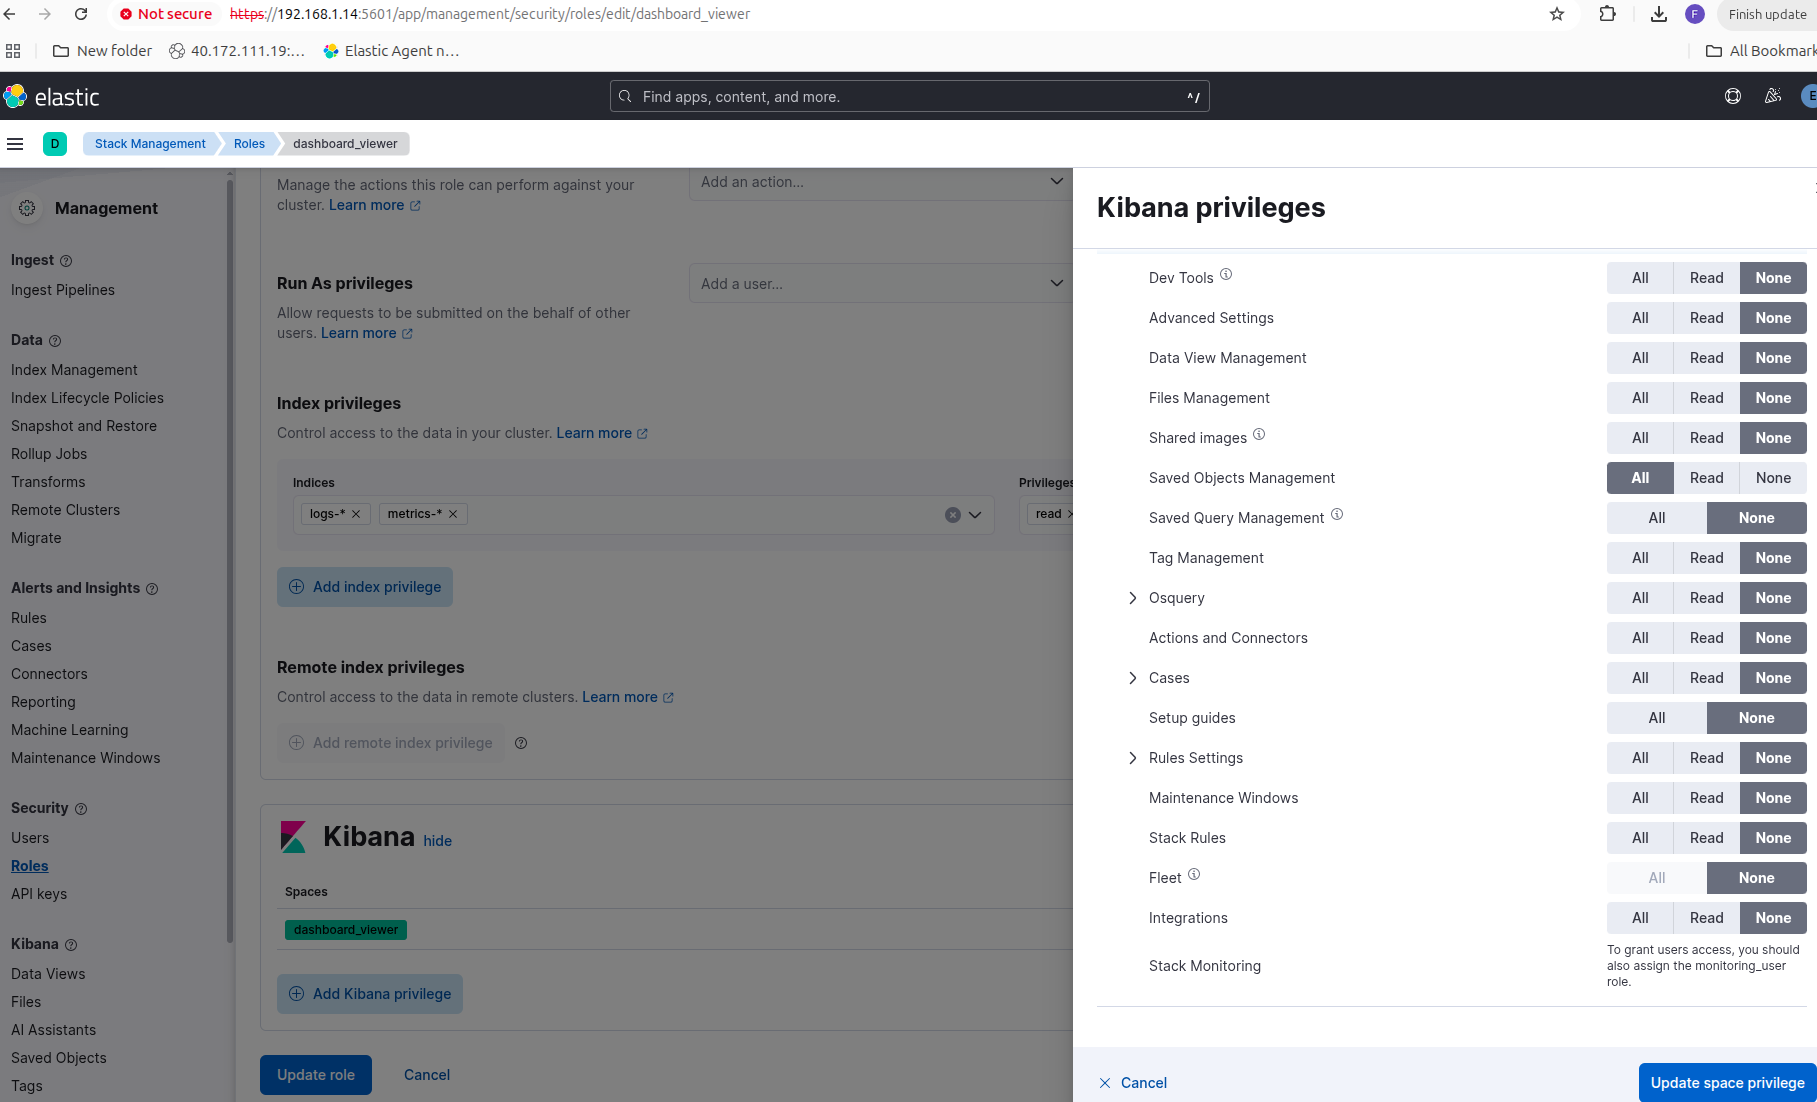 Not secure https://192.168.1.14:5601/app/management/security/roles/edit/dashboard_viewer F Finish update
New folder 40.172.111.19:... Elastic Agent n... All Bookmark
elastic Find apps, content, and more. ^/ E
D Stack Management Roles dashboard_viewer
Management
Ingest
Ingest Pipelines
Data
Index Management
Index Lifecycle Policies
Snapshot and Restore
Rollup Jobs
Transforms
Remote Clusters
Migrate
Alerts and Insights
Rules
Cases
Connectors
Reporting
Machine Learning
Maintenance Windows
Security
Users
Roles
API keys
Kibana
Data Views
Files
AI Assistants
Saved Objects
Tags
Manage the actions this role can perform against your
cluster. Learn more
Add an action...
Run As privileges
Allow requests to be submitted on the behalf of other
users. Learn more
Add a user...
Index privileges
Control access to the data in your cluster. Learn more
Indices Privileges
logs-* metrics-* read
Add index privilege
Remote index privileges
Control access to the data in remote clusters. Learn more
Add remote index privilege
Kibana hide
Spaces
dashboard_viewer
Add Kibana privilege
Update role Cancel
Kibana privileges
Dev Tools All Read None
Advanced Settings All Read None
Data View Management All Read None
Files Management All Read None
Shared images All Read None
Saved Objects Management All Read None
Saved Query Management All None
Tag Management All Read None
Osquery All Read None
Actions and Connectors All Read None
Cases All Read None
Setup guides All None
Rules Settings All Read None
Maintenance Windows All Read None
Stack Rules All Read None
Fleet All None
Integrations All Read None
Stack Monitoring
To grant users access, you should
also assign the monitoring_user
role.
Cancel Update space privilege